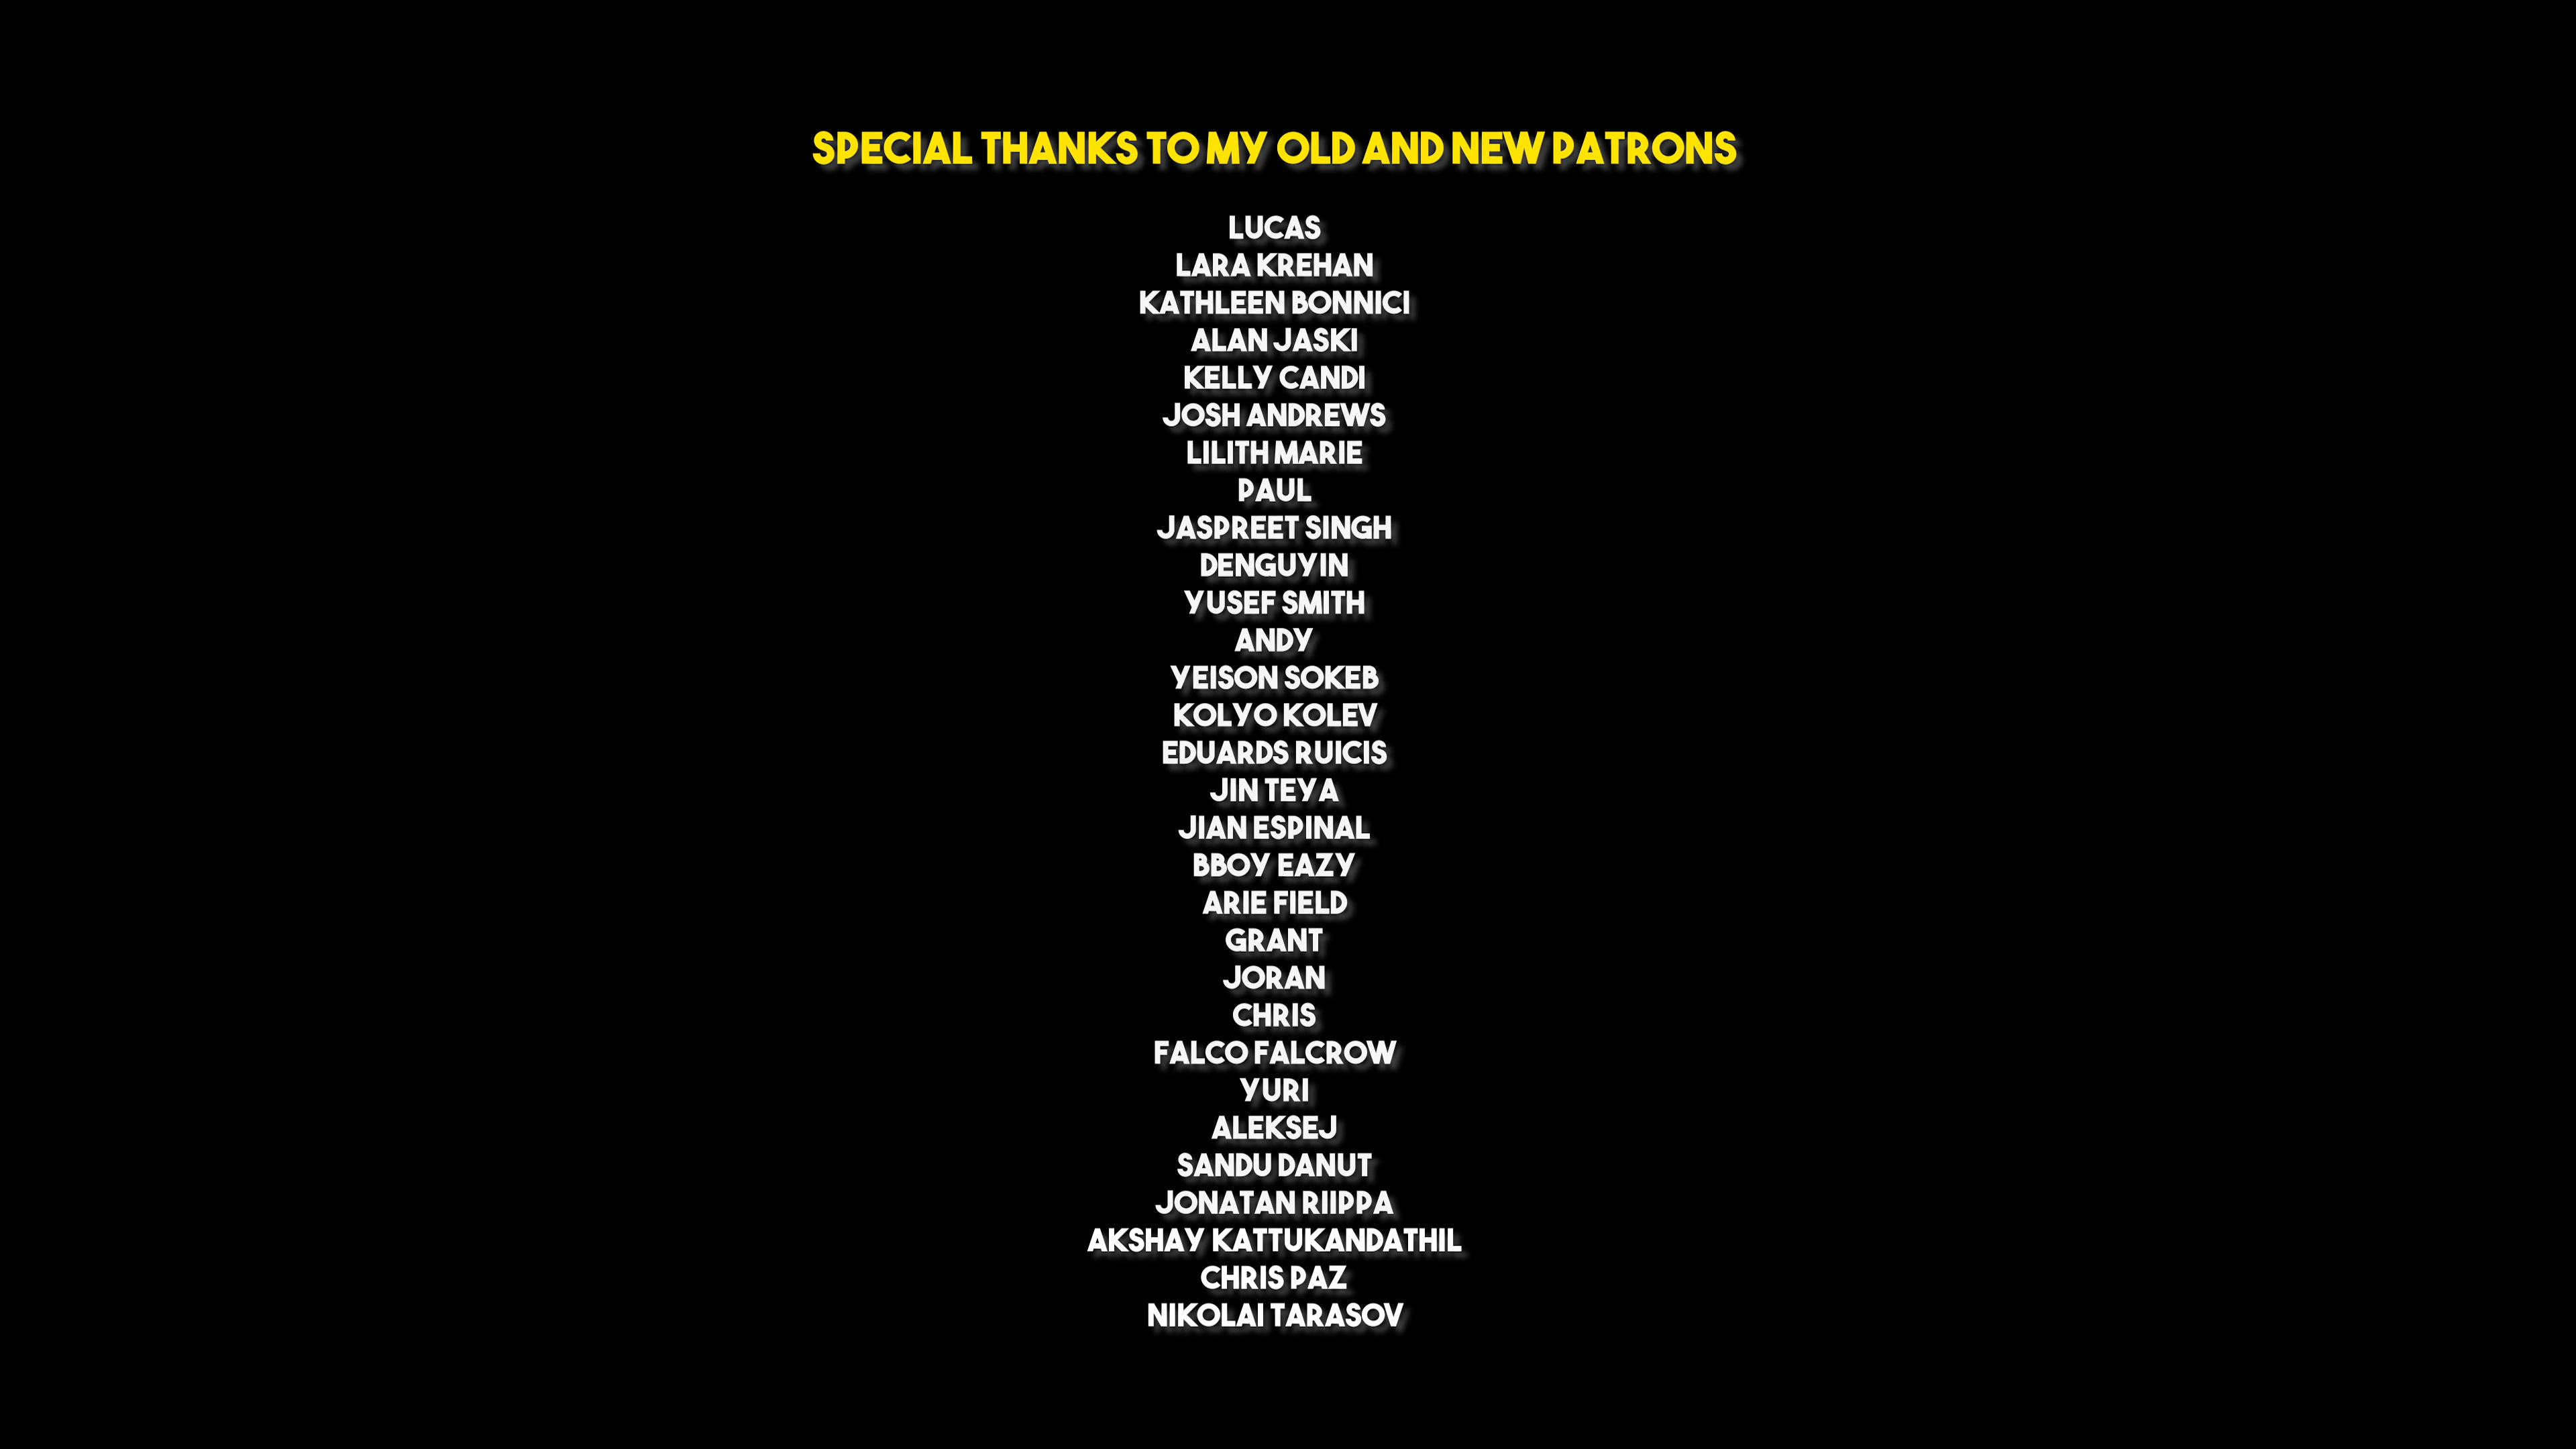 SPECIAL THANKS TO MY OLD AND NEW PATRONS
LUCAS
LARA KREHAN
KATHLEEN BONNICI
ALAN JASKI
KELLY CANDI
JOSH ANDREWS
LILITH MARIE
PAUL
JASPREET SINGH
DENGUYIN
YUSEF SMITH
ANDY
YEISON SOKEB
KOLYO KOLEV
EDUARDS RUICIS
JIN TEYA
JIAN ESPINAL
BBOY EAZY
ARIE FIELD
GRANT
JORAN
CHRIS
FALCO FALCROW
YURI
ALEKSEJ
SANDU DANUT
JONATAN RIIPPA
AKSHAY KATTUKANDATHIL
CHRIS PAZ
NIKOLAI TARASOV